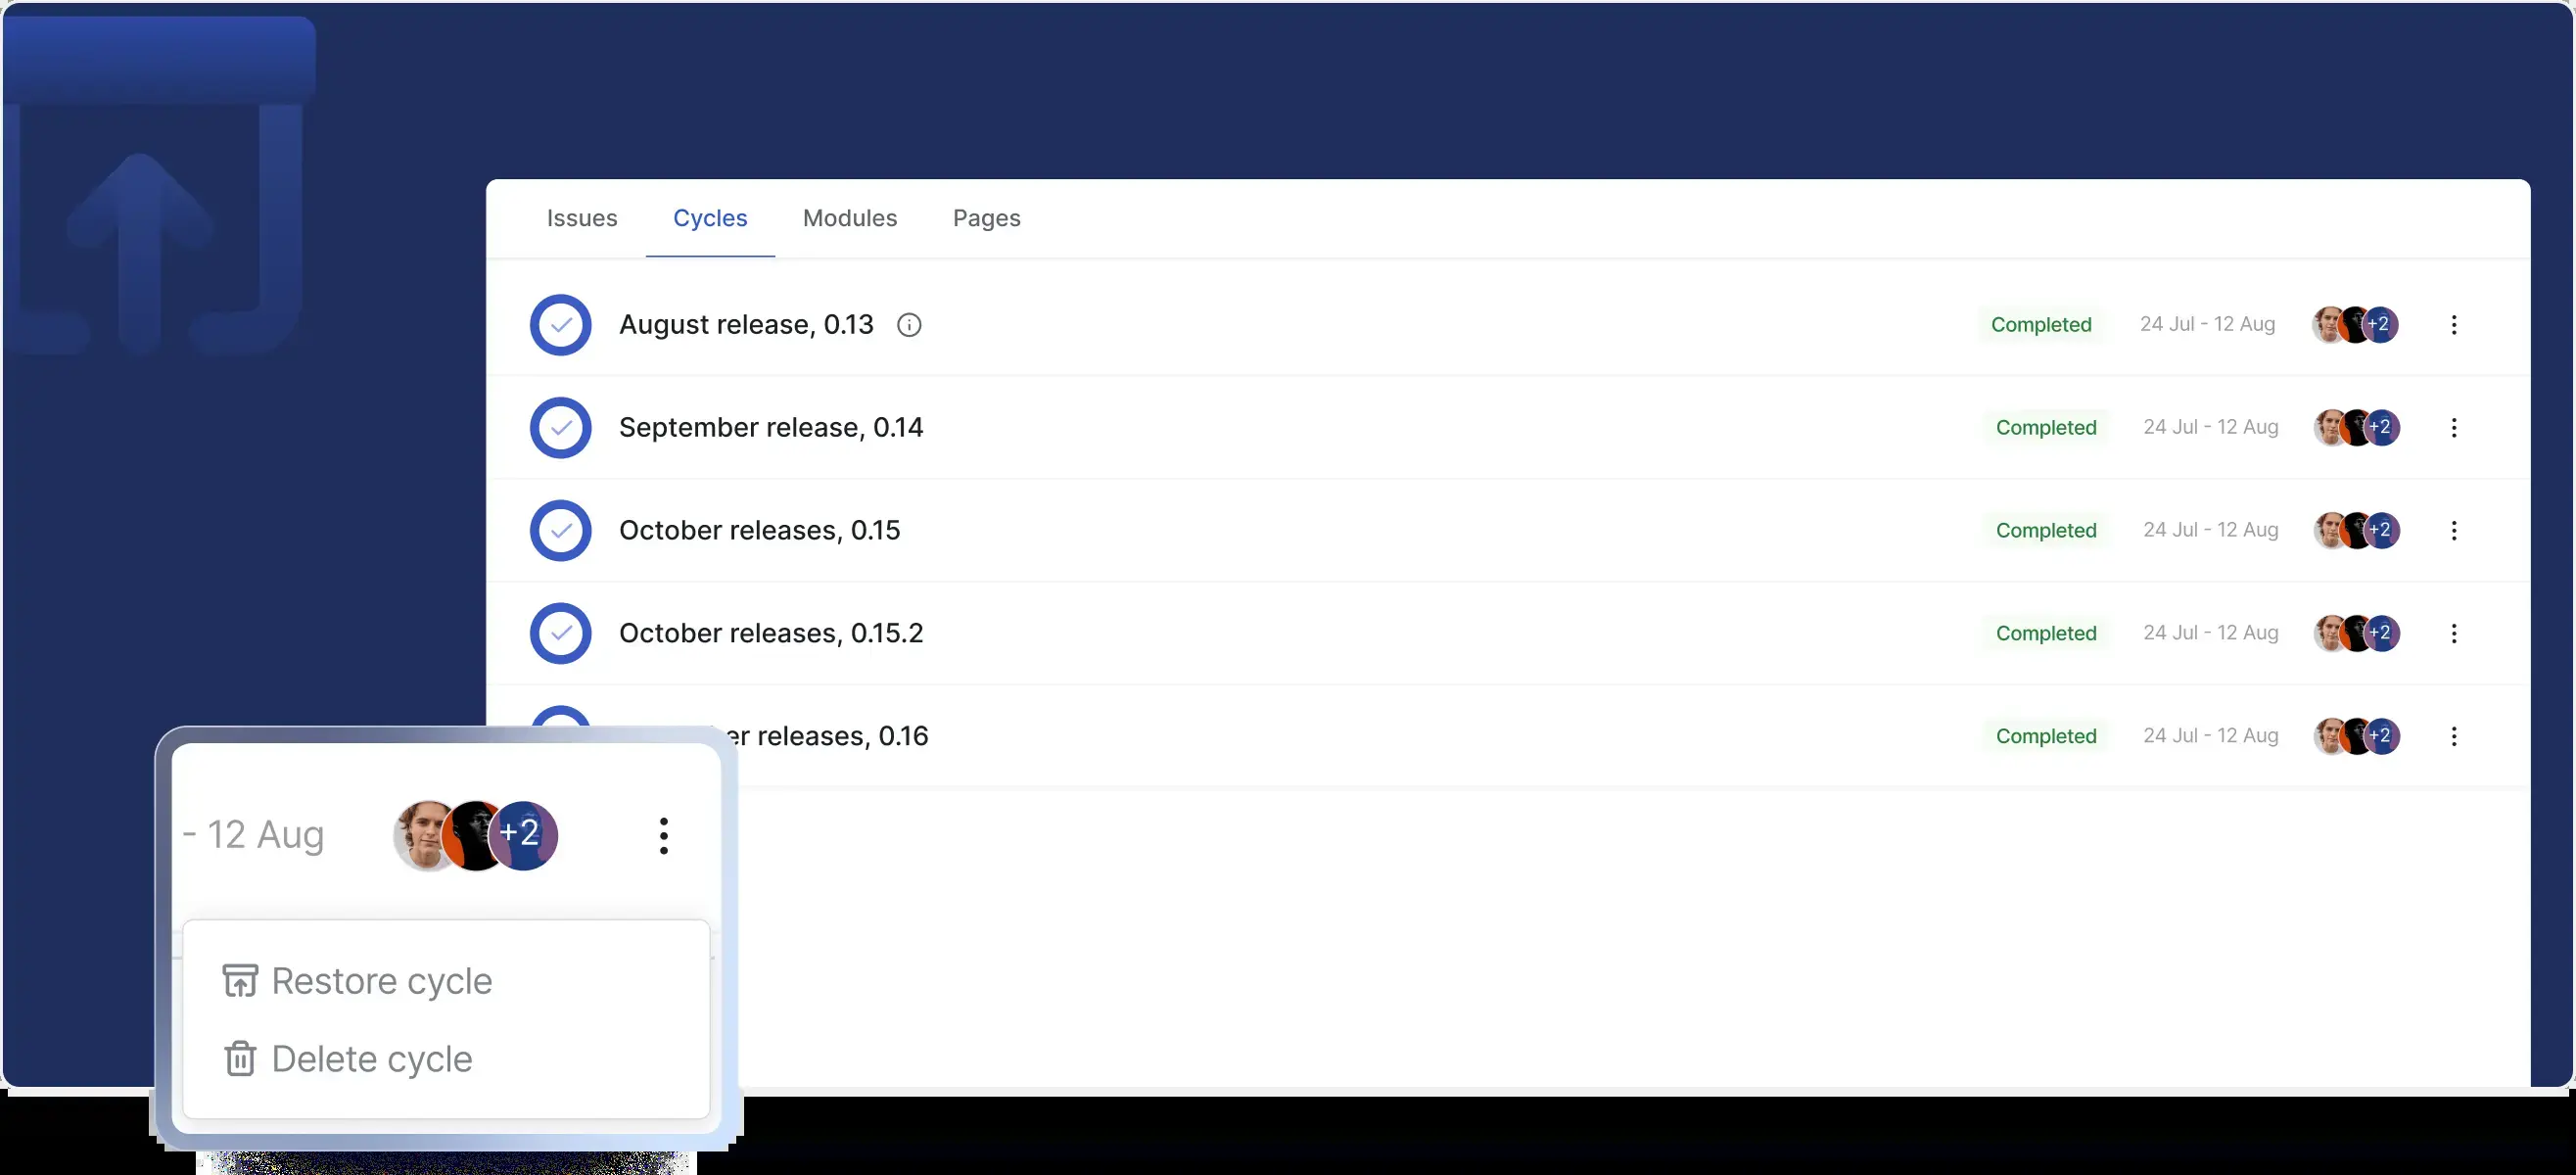 Issues Cycles Modules Pages
August release, 0.13 Completed 24 Jul - 12 Aug +2
September release, 0.14 Completed 24 Jul - 12 Aug +2
October releases, 0.15 Completed 24 Jul - 12 Aug +2
October releases, 0.15.2 Completed 24 Jul - 12 Aug +2
er releases, 0.16 Completed 24 Jul - 12 Aug +2
- 12 Aug +2
Restore cycle
Delete cycle